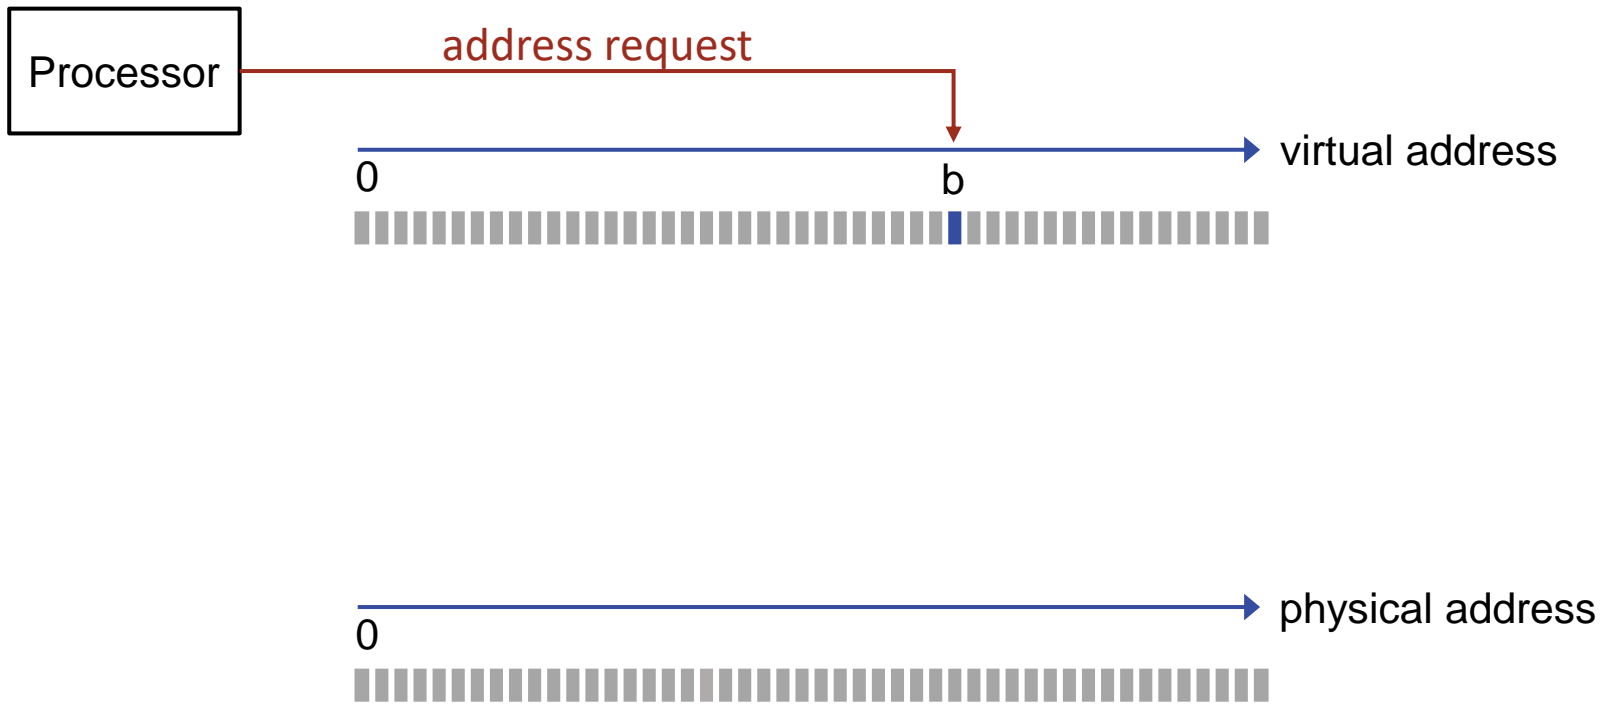 address request
Processor
virtual address
0
b
physical address
0